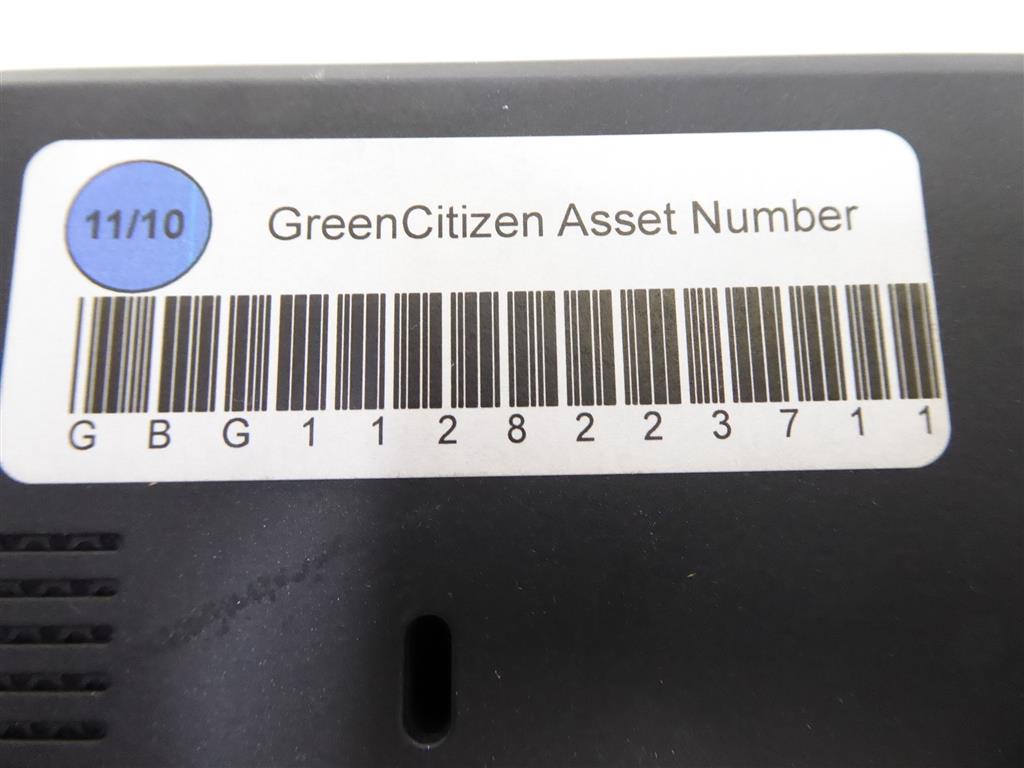 11/10
GreenCitizen Asset Number
G B G 1 1 2 8 2 2 3 7 1 1